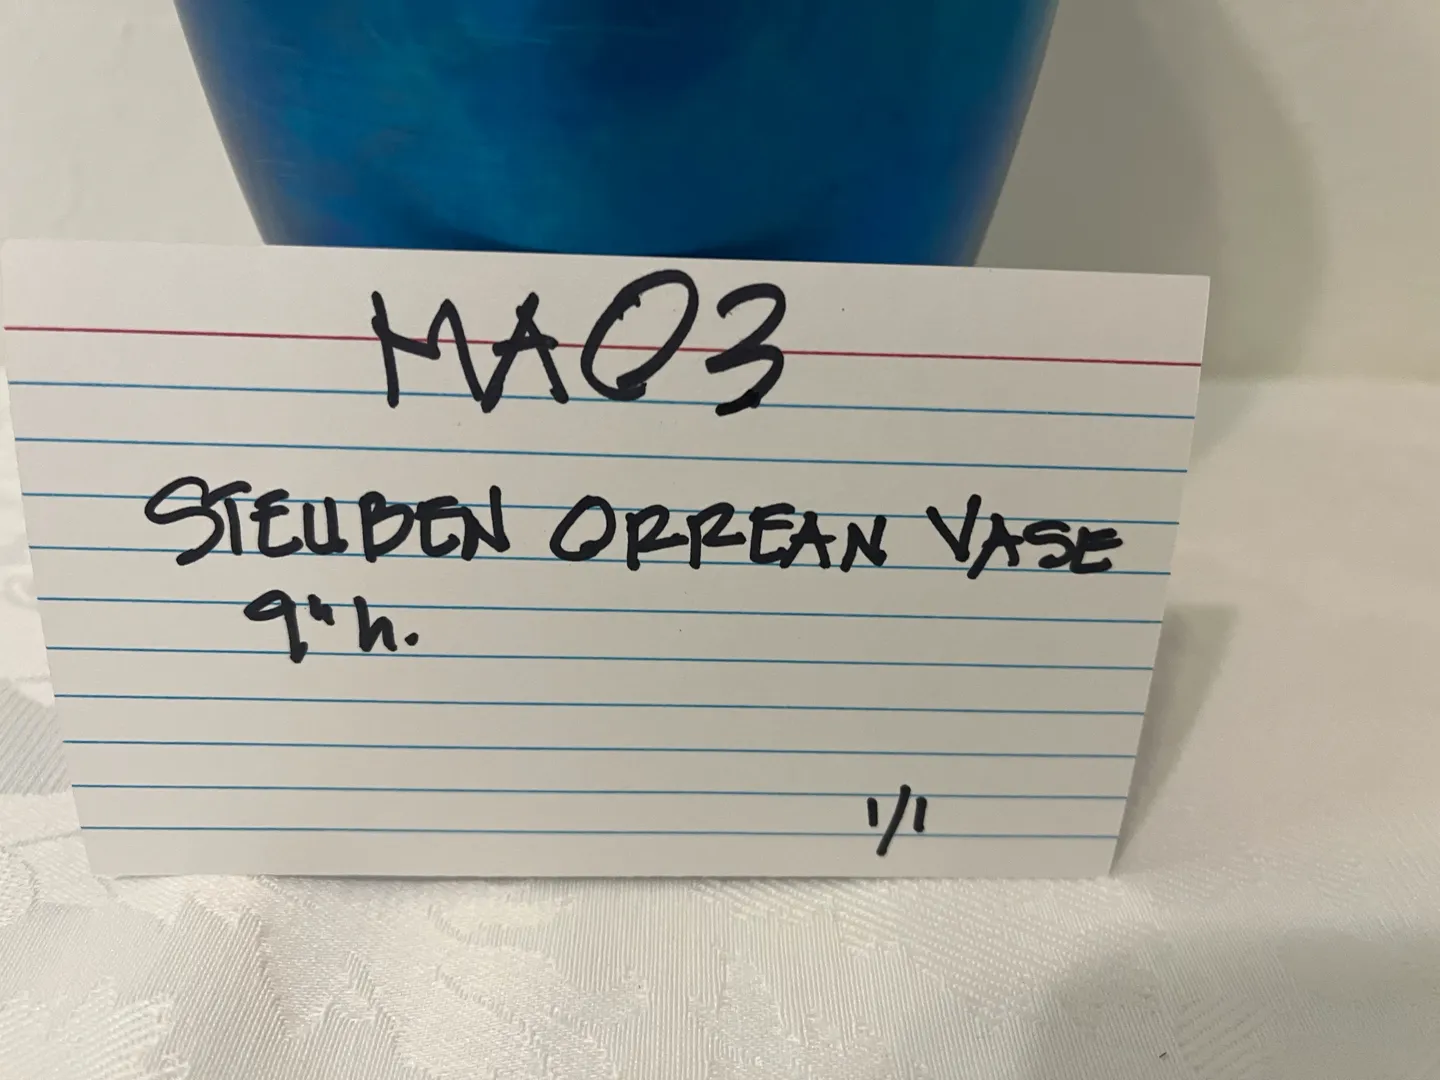 MA03
STEUBEN ORREAN VASE
9"h.
1/1